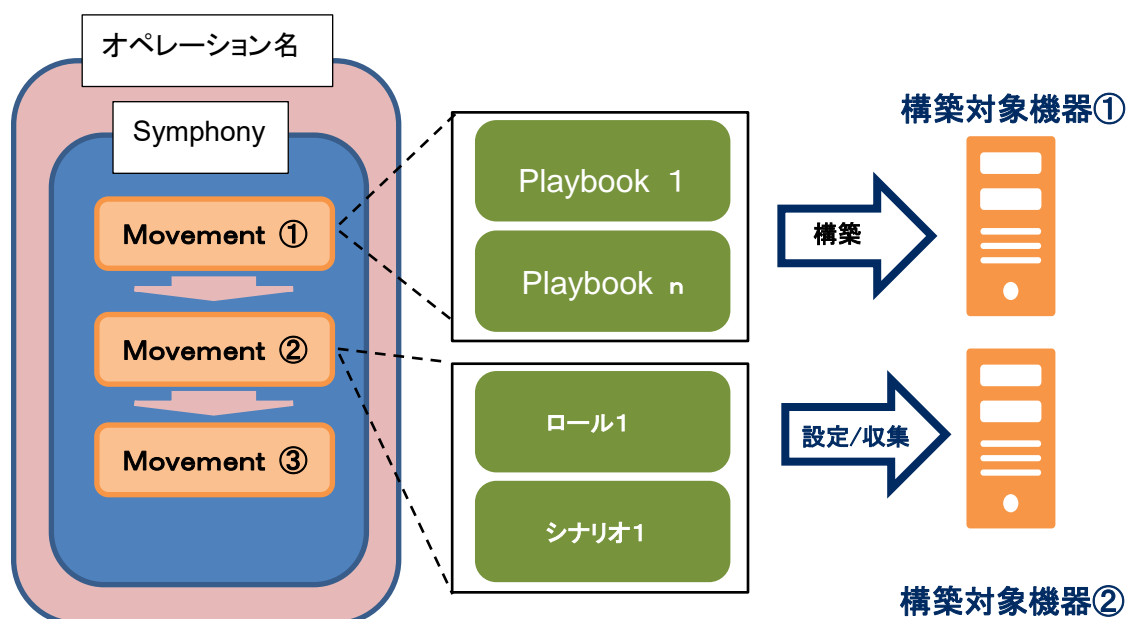 オペレーション名
Symphony
Movement ①
Movement ②
Movement ③
Playbook 1
Playbook n
ロール1
シナリオ1
構築
設定/収集
構築対象機器①
構築対象機器②